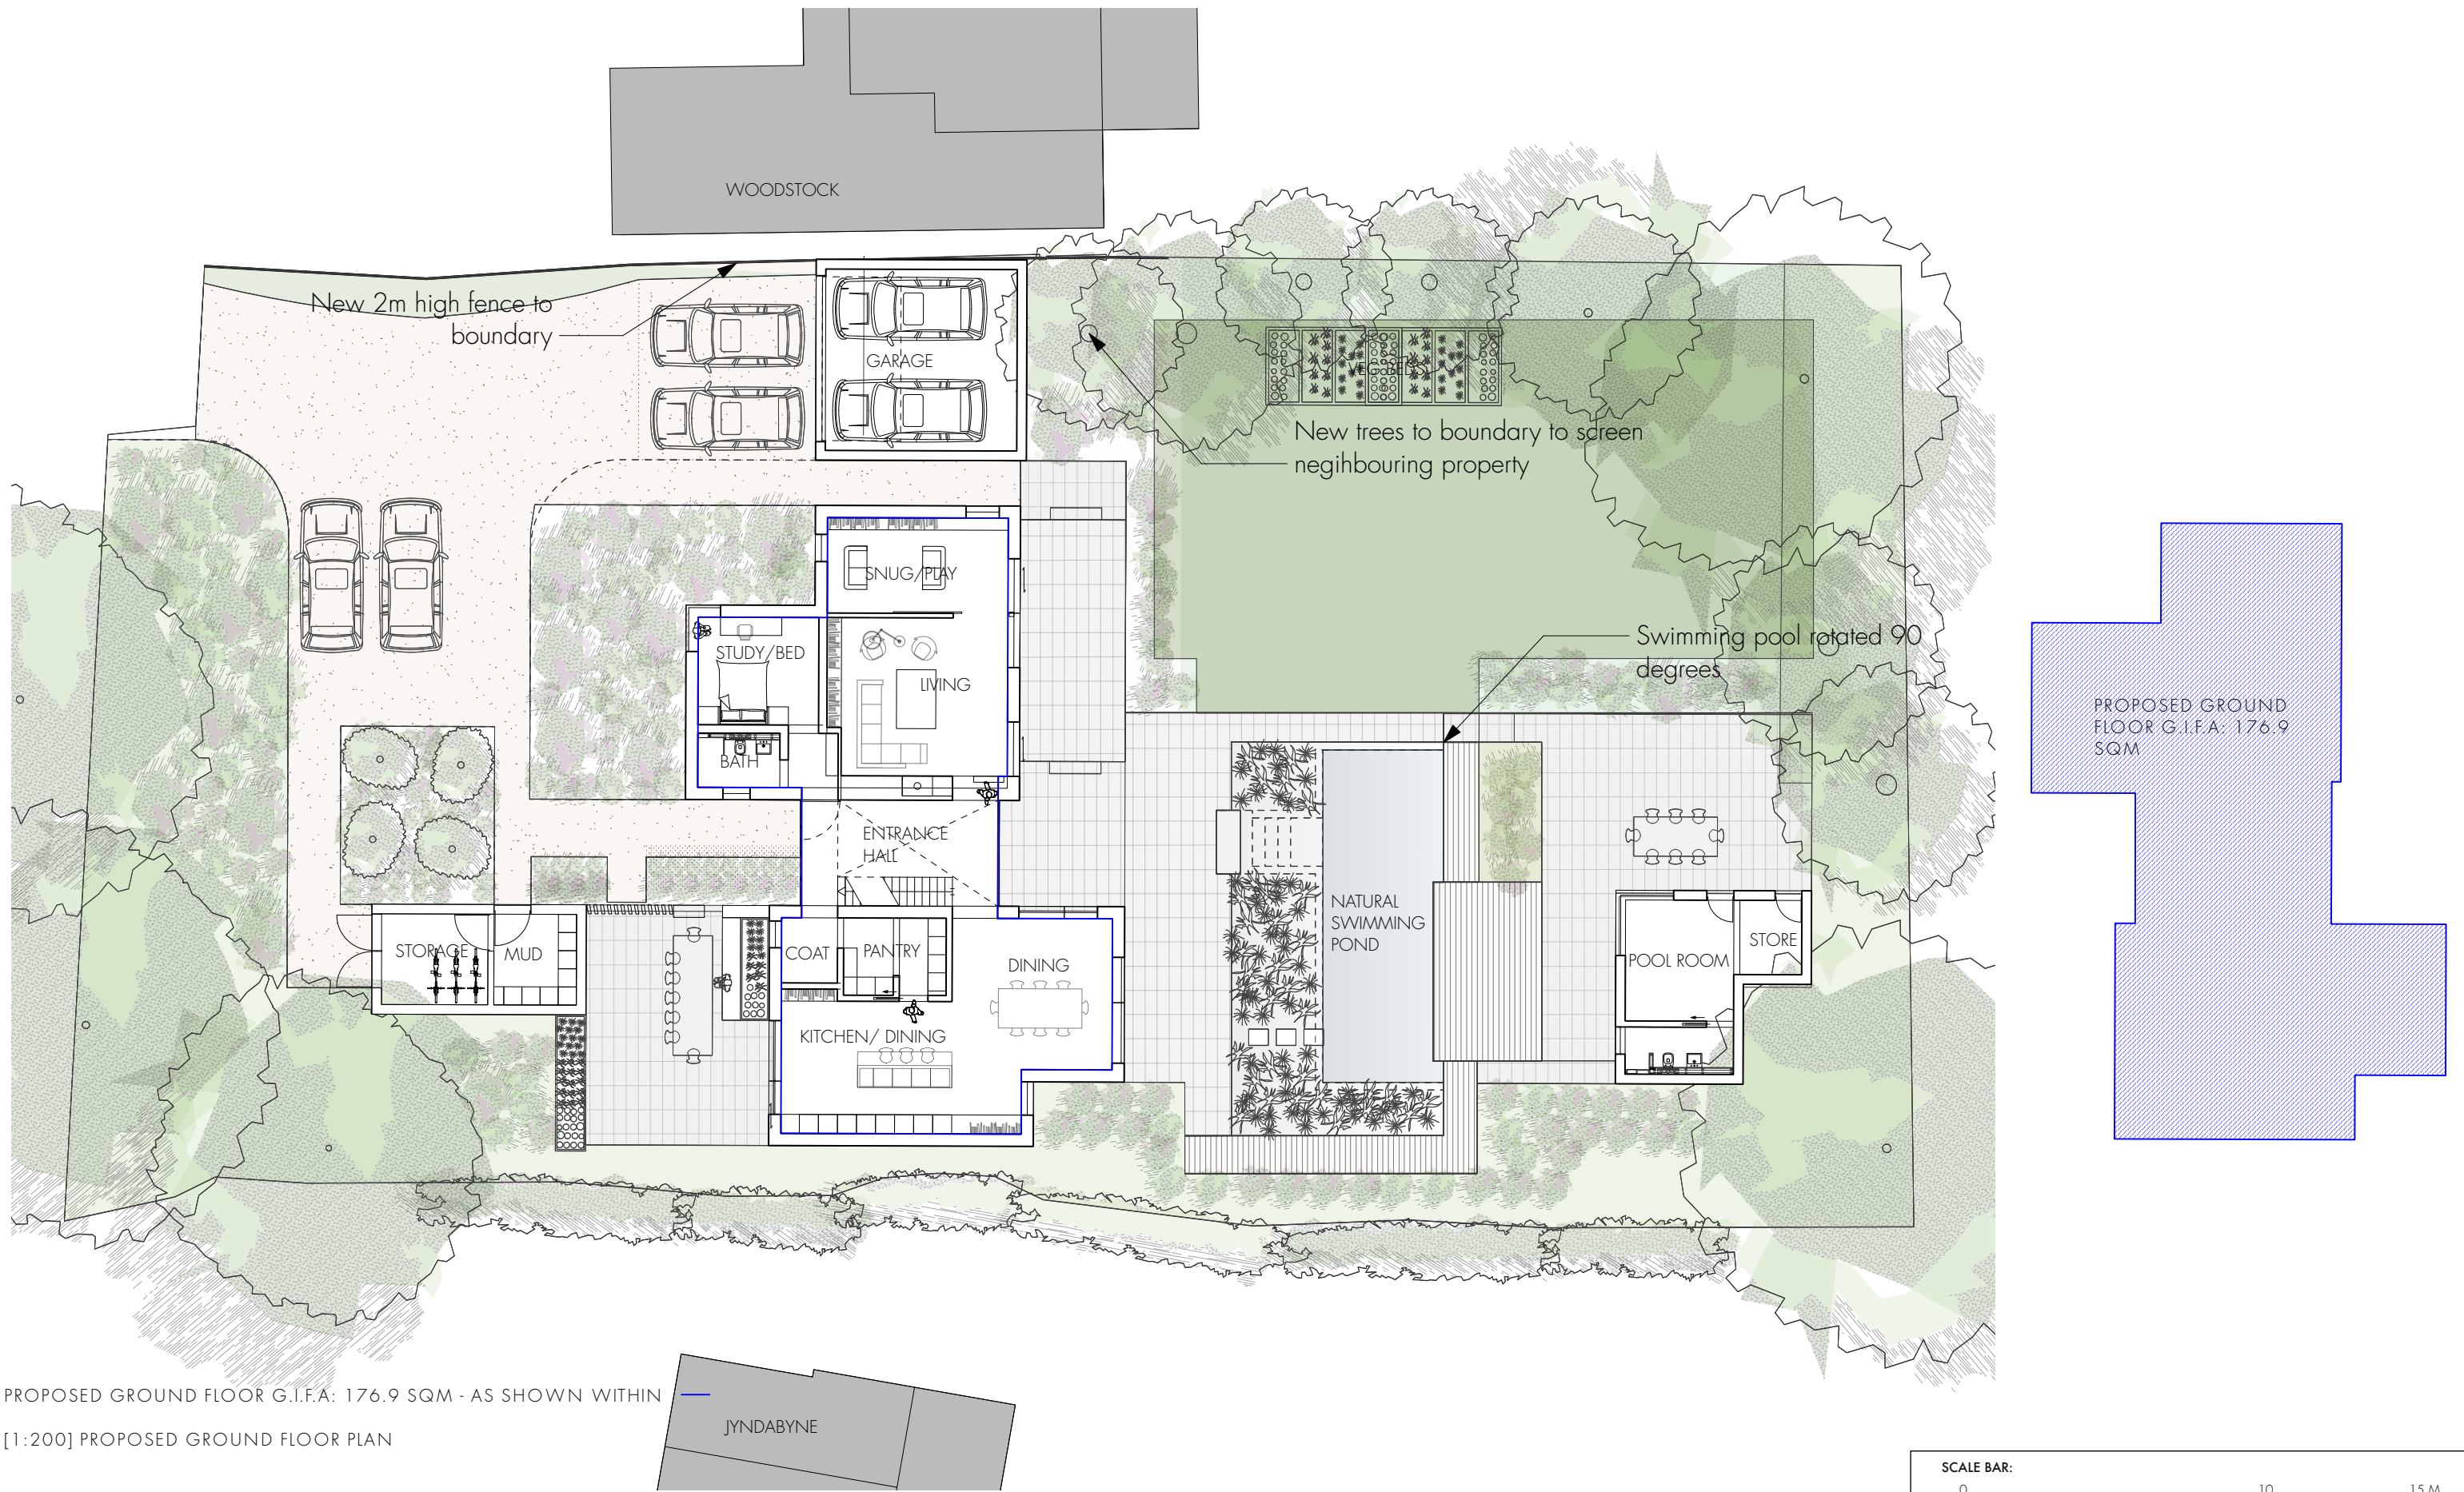 WOODSTOCK
New 2m high fence to
boundary
GARAGE
VEG BEDS
New trees to boundary to screen
negihbouring property
SNUG/PLAY
Swimming pool rotated 90
degrees
STUDY/BED
LIVING
PROPOSED GROUND
FLOOR G.I.F.A: 176.9
SQM
BATH
ENTRANCE
HALL
NATURAL
SWIMMING
POND
STORAGE
MUD
COAT
PANTRY
DINING
POOL ROOM
STORE
KITCHEN/ DINING
PROPOSED GROUND FLOOR G.I.F.A: 176.9 SQM - AS SHOWN WITHIN
JYNDABYNE
[1:200] PROPOSED GROUND FLOOR PLAN
SCALE BAR:
0 10 15 M